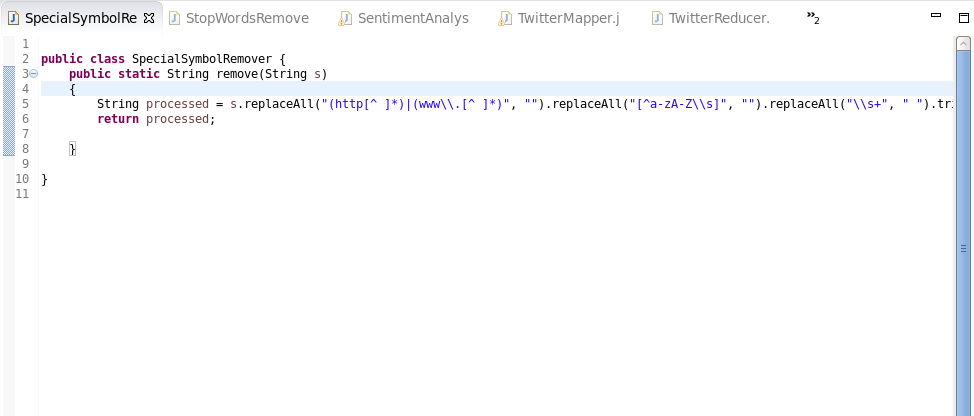 SpecialSymbolRe StopWordsRemove SentimentAnalys TwitterMapper.j TwitterReducer. »2
1
2 public class SpecialSymbolRemover {
3 public static String remove(String s)
4 {
5 String processed = s.replaceAll("(http[^ ]*)|(www\\.[^ ]*)", "").replaceAll("[^a-zA-Z\\s]", "").replaceAll("\\s+", " ").tri
6 return processed;
7
8 }
9
10 }
11